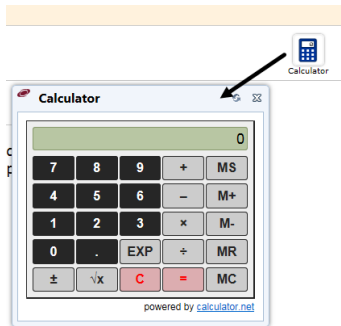 Calculator
Calculator
0
7 8 9 + MS
4 5 6 – M+
1 2 3 × M-
0 . EXP ÷ MR
± √x C = MC
powered by calculator.net